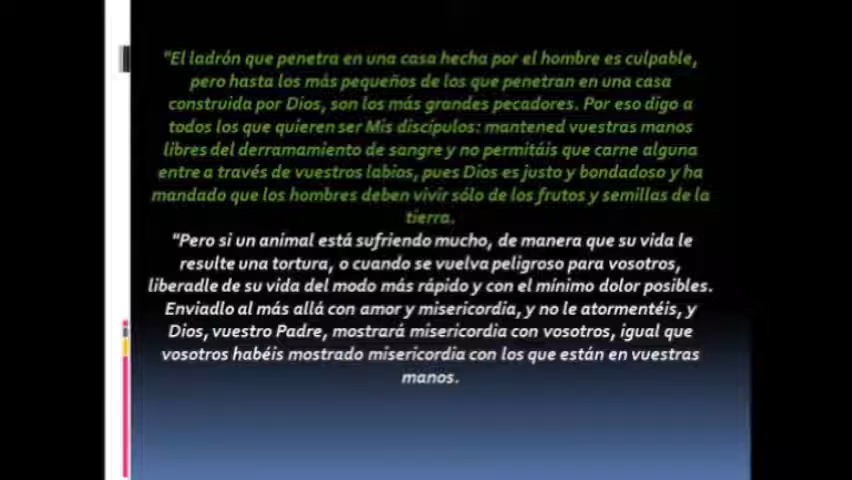 "El ladrón que penetra en una casa hecha por el hombre es culpable,
pero hasta los más pequeños de los que penetran en una casa
construida por Dios, son los más grandes pecadores. Por eso digo a
todos los que quieren ser Mis discípulos: mantened vuestras manos
libres del derramamiento de sangre y no permitáis que carne alguna
entre a través de vuestros labios, pues Dios es justo y bondadoso y ha
mandado que los hombres deben vivir sólo de los frutos y semillas de la
tierra.
"Pero si un animal está sufriendo mucho, de manera que su vida le
resulte una tortura, o cuando se vuelva peligroso para vosotros,
liberadle de su vida del modo más rápido y con el mínimo dolor posibles.
Enviadlo al más allá con amor y misericordia, y no le atormentéis, y
Dios, vuestro Padre, mostrará misericordia con vosotros, igual que
vosotros habéis mostrado misericordia con los que están en vuestras
manos.